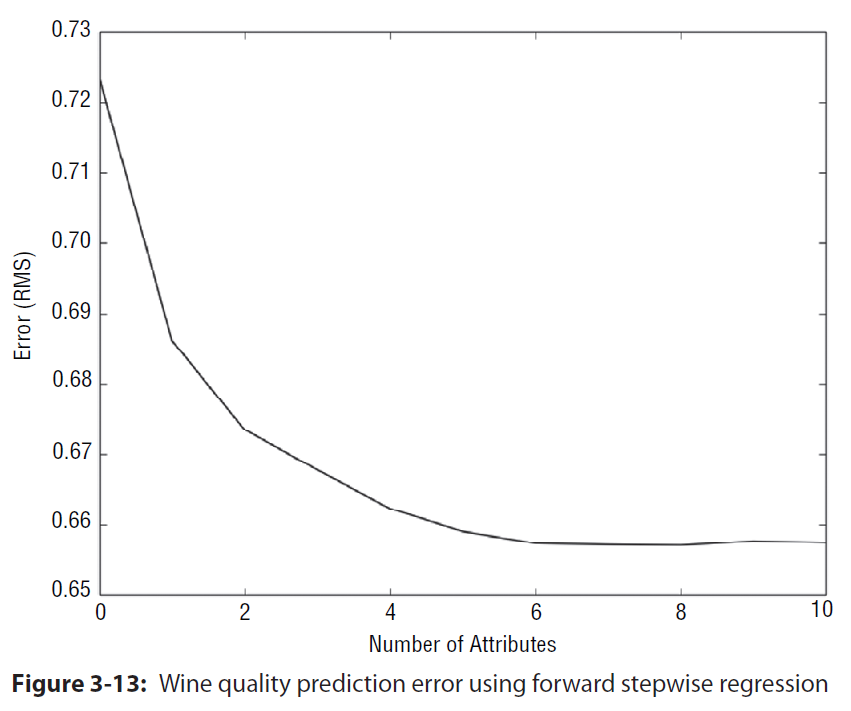 0.73
0.72
0.71
0.70
0.69
0.68
0.67
0.66
0.65
Error (RMS)
0 2 4 6 8 10
Number of Attributes
Figure 3-13: Wine quality prediction error using forward stepwise regression